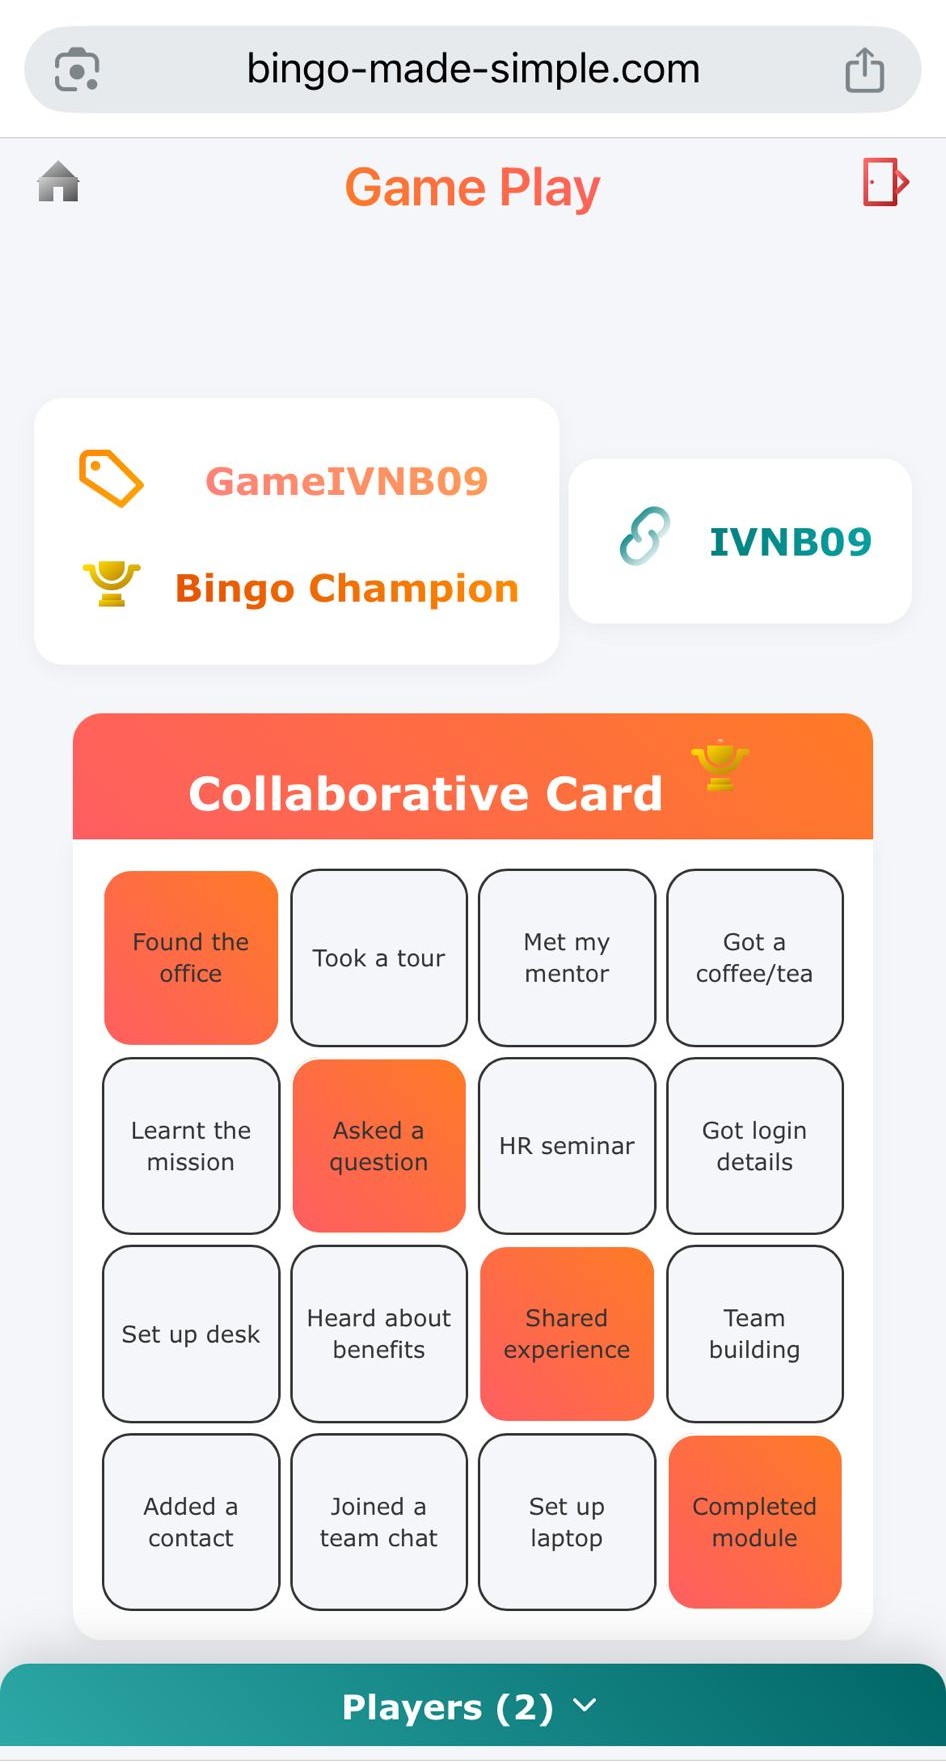 bingo-made-simple.com
Game Play
GameIVNB09
Bingo Champion
IVNB09
Collaborative Card
Found the
office
Took a tour
Met my
mentor
Got a
coffee/tea
Learnt the
mission
Asked a
question
HR seminar
Got login
details
Set up desk
Heard about
benefits
Shared
experience
Team
building
Added a
contact
Joined a
team chat
Set up
laptop
Completed
module
Players (2)